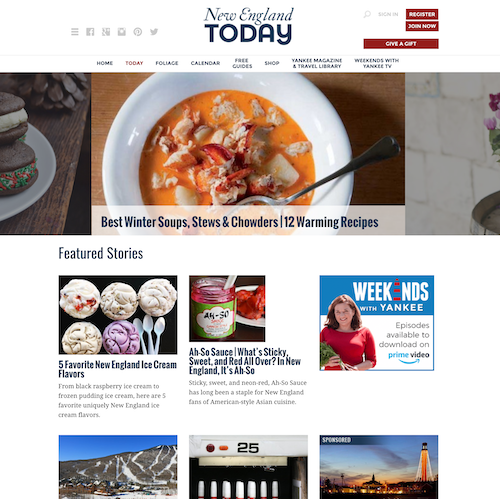 New England
TODAY
SIGN IN
REGISTER
JOIN NOW
GIVE A GIFT
HOME
TODAY
FOLIAGE
CALENDAR
FREE
GUIDES
SHOP
YANKEE MAGAZINE
& TRAVEL LIBRARY
WEEKENDS WITH
YANKEE TV
Best Winter Soups, Stews & Chowders | 12 Warming Recipes
Featured Stories
5 Favorite New England Ice Cream
Flavors
From black raspberry ice cream to
frozen pudding ice cream, here are 5
favorite uniquely New England ice
cream flavors.
AH-SO
Ah-So Sauce | What's Sticky,
Sweet, and Red All Over? In New
England, It's Ah-So
Sticky, sweet, and neon-red, Ah-So Sauce
has long been a staple for New England
fans of American-style Asian cuisine.
WEEKENDS
WITH YANKEE
Episodes
available to
download on
prime video
25
SPONSORED